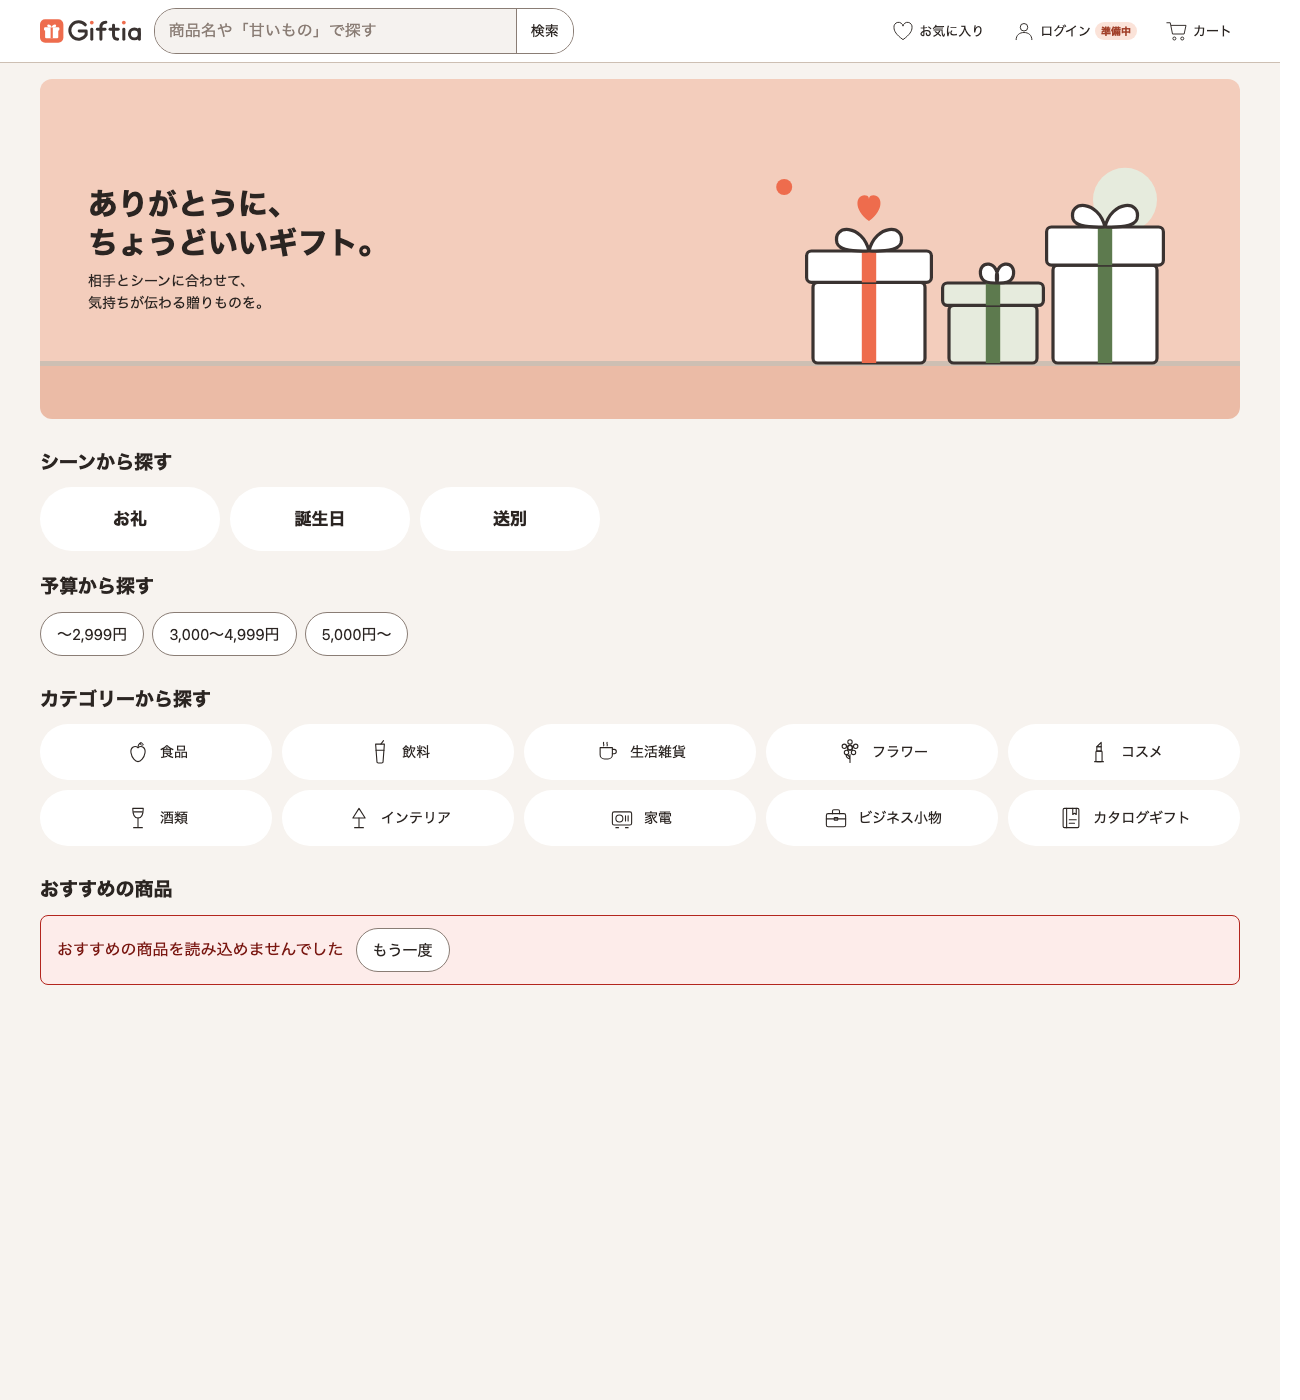 Giftia
商品名や「甘いもの」で探す
検索
お気に入り
ログイン
準備中
カート
ありがとうに、
ちょうどいいギフト。
相手とシーンに合わせて、
気持ちが伝わる贈りものを。
シーンから探す
お礼
誕生日
送別
予算から探す
〜2,999円
3,000〜4,999円
5,000円〜
カテゴリーから探す
食品
飲料
生活雑貨
フラワー
コスメ
酒類
インテリア
家電
ビジネス小物
カタログギフト
おすすめの商品
おすすめの商品を読み込めませんでした
もう一度